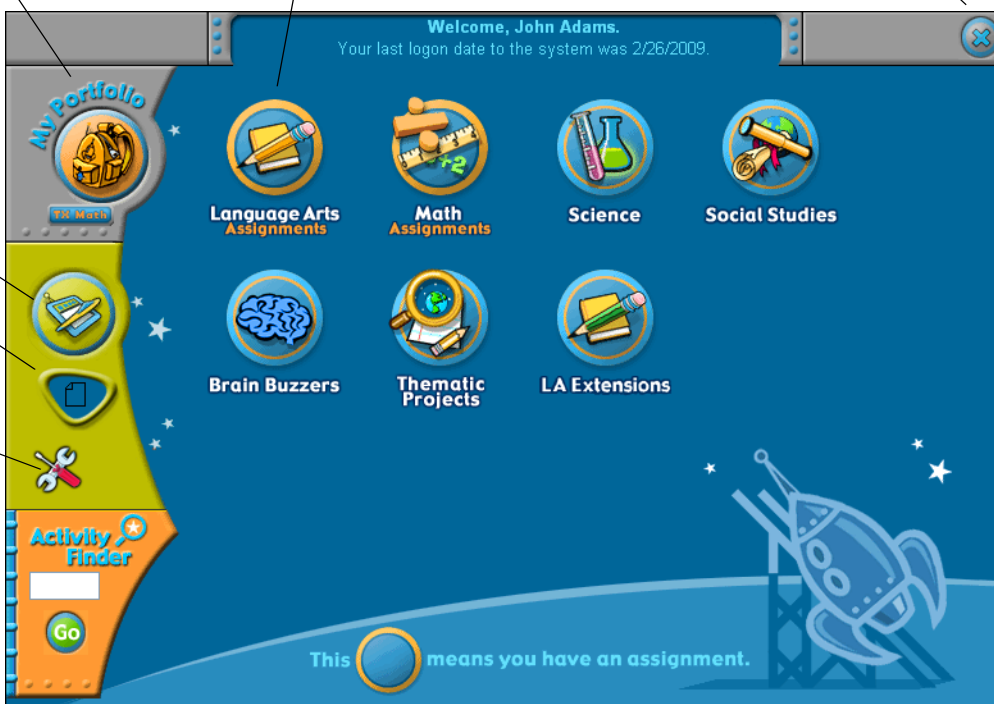 Welcome, John Adams.
Your last logon date to the system was 2/26/2009.
My Portfolio
TX Math
Language Arts
Assignments
Math
Assignments
Science
Social Studies
Brain Buzzers
Thematic
Projects
LA Extensions
Activity
Finder
Go
This means you have an assignment.